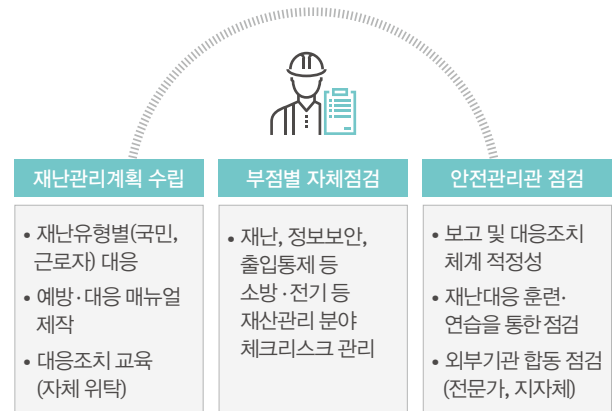 재난관리계획 수립
• 재난유형별(국민,
근로자) 대응
• 예방·대응 매뉴얼
제작
• 대응조치 교육
(자체 위탁)
부점별 자체점검
• 재난, 정보보안,
출입통제 등
소방·전기 등
재산관리 분야
체크리스크 관리
안전관리관 점검
• 보고 및 대응조치
체계 적정성
• 재난대응 훈련·
연습을 통한 점검
• 외부기관 합동 점검
(전문가, 지자체)